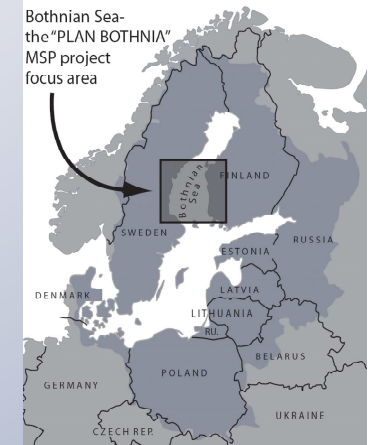 Bothnian Sea-
the "PLAN BOTHNIA"
MSP project
focus area
Bothnian
Sea
FINLAND
SWEDEN
RUSSIA
ESTONIA
LATVIA
DENMARK
LITHUANIA
RU.
BELARUS
POLAND
GERMANY
UKRAINE
CZECH REP.